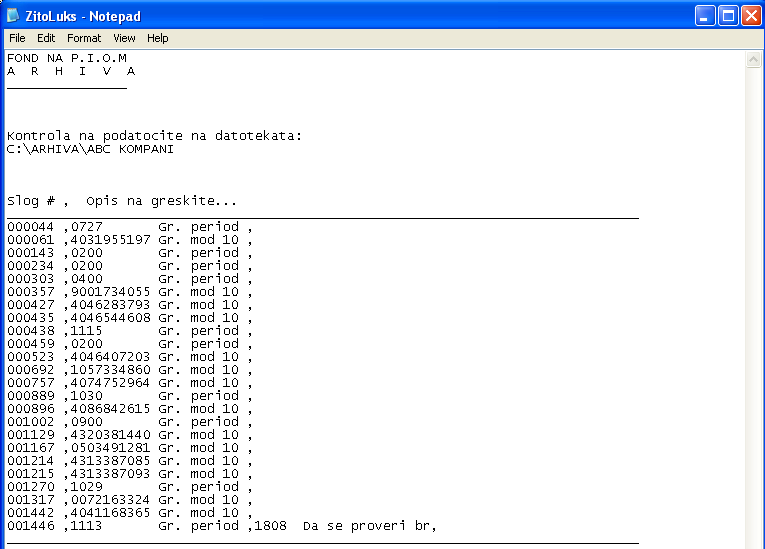 ZitoLuks - Notepad
File Edit Format View Help
FOND NA P.I.O.M
A R H I V A
Kontrola na podatocite na datotekata:
C:\ARHIVA\ABC KOMPANI
Slog # , Opis na greskite...
000044 ,0727 Gr. period ,
000061 ,4031955197 Gr. mod 10 ,
000143 ,0200 Gr. period ,
000234 ,0200 Gr. period ,
000303 ,0400 Gr. period ,
000357 ,9001734055 Gr. mod 10 ,
000427 ,4046283793 Gr. mod 10 ,
000435 ,4046544608 Gr. mod 10 ,
000438 ,1115 Gr. period ,
000459 ,0200 Gr. period ,
000523 ,4046407203 Gr. mod 10 ,
000692 ,1057334860 Gr. mod 10 ,
000757 ,4074752964 Gr. mod 10 ,
000889 ,1030 Gr. period ,
000896 ,4086842615 Gr. mod 10 ,
001002 ,0900 Gr. period ,
001129 ,4320381440 Gr. mod 10 ,
001167 ,0503491281 Gr. mod 10 ,
001214 ,4313387085 Gr. mod 10 ,
001215 ,4313387093 Gr. mod 10 ,
001270 ,1029 Gr. period ,
001317 ,0072163324 Gr. mod 10 ,
001442 ,4041168365 Gr. mod 10 ,
001446 ,1113 Gr. period ,1808 Da se proveri br,